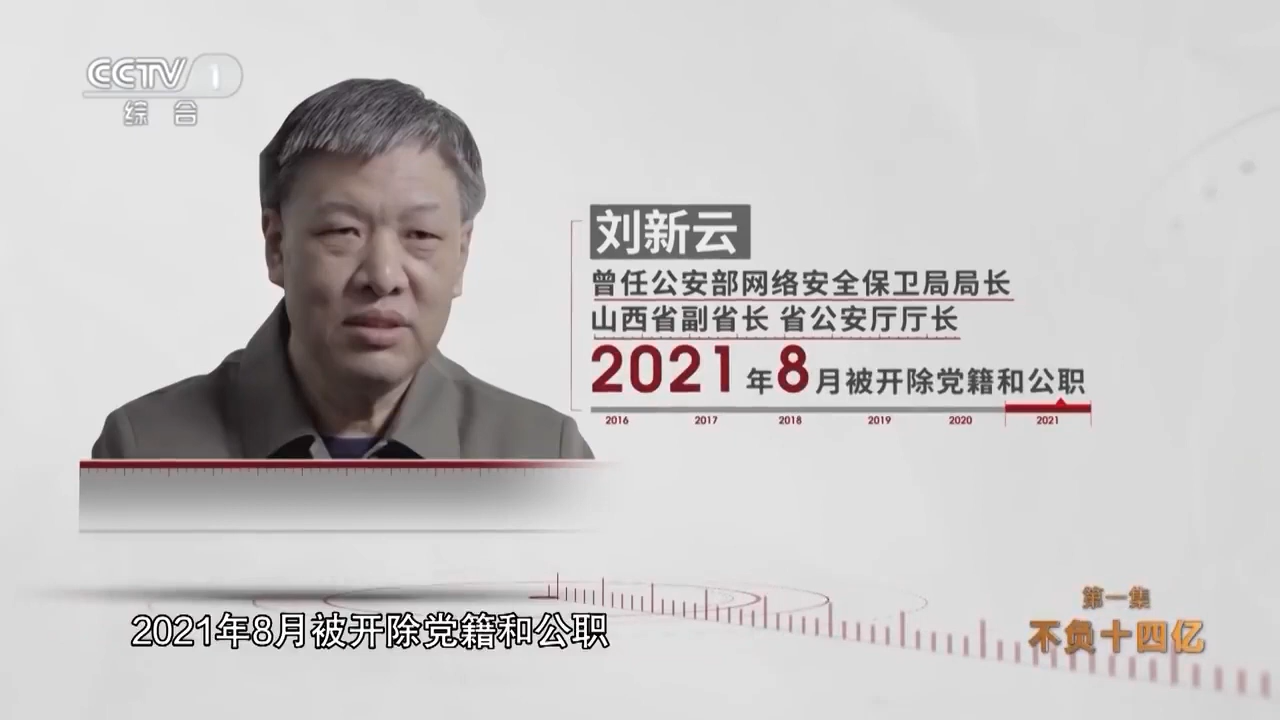 CCTV 1
综合
刘新云
曾任公安部网络安全保卫局局长
山西省副省长 省公安厅厅长
2021年8月被开除党籍和公职
2016 2017 2018 2019 2020 2021
第一集
不负十四亿
2021年8月被开除党籍和公职